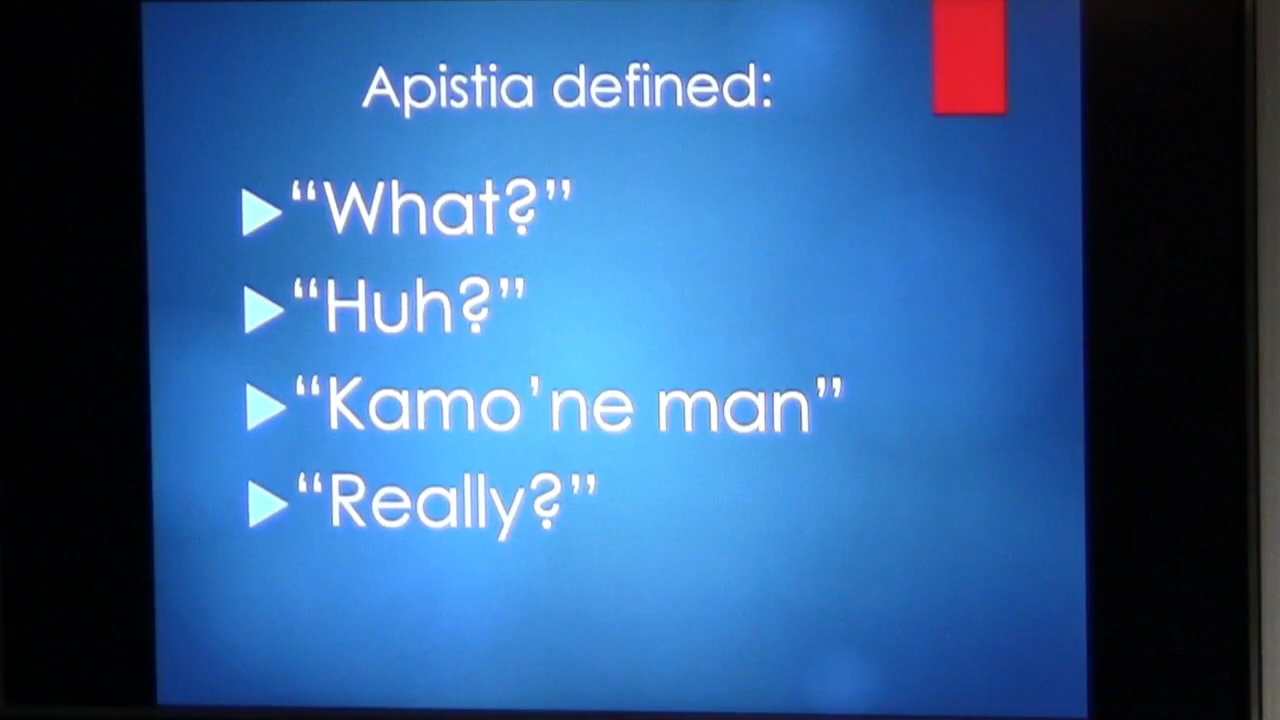 Apistia defined:
“What?”
“Huh?”
“Kamo’ne man”
“Really?”